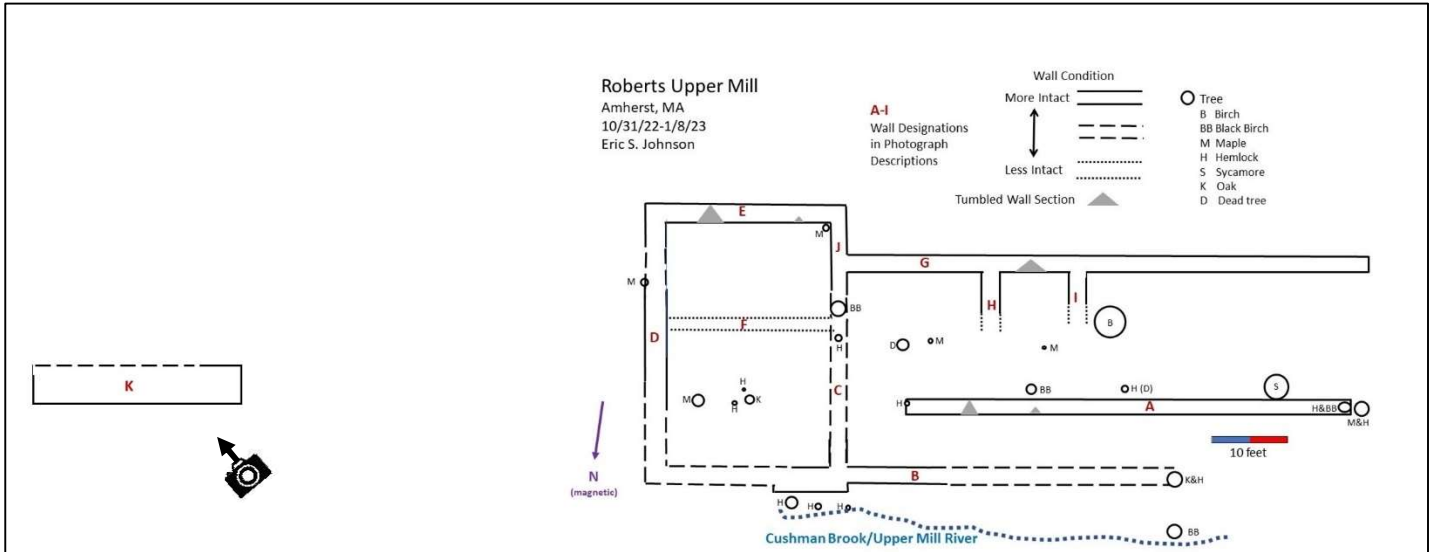 Roberts Upper Mill
Amherst, MA
10/31/22-1/8/23
Eric S. Johnson
A-I
Wall Designations
in Photograph
Descriptions
Wall Condition
More Intact
Less Intact
Tumbled Wall Section
Tree
B Birch
BB Black Birch
M Maple
H Hemlock
S Sycamore
K Oak
D Dead tree
E
M
J
G
M
H
I
BB
B
F
D
H
D
M
M
K
H
BB
H (D)
S
M
H
K
C
H
A
H&BB
M&H
10 feet
N
(magnetic)
B
K&H
H
H
H
BB
Cushman Brook/Upper Mill River